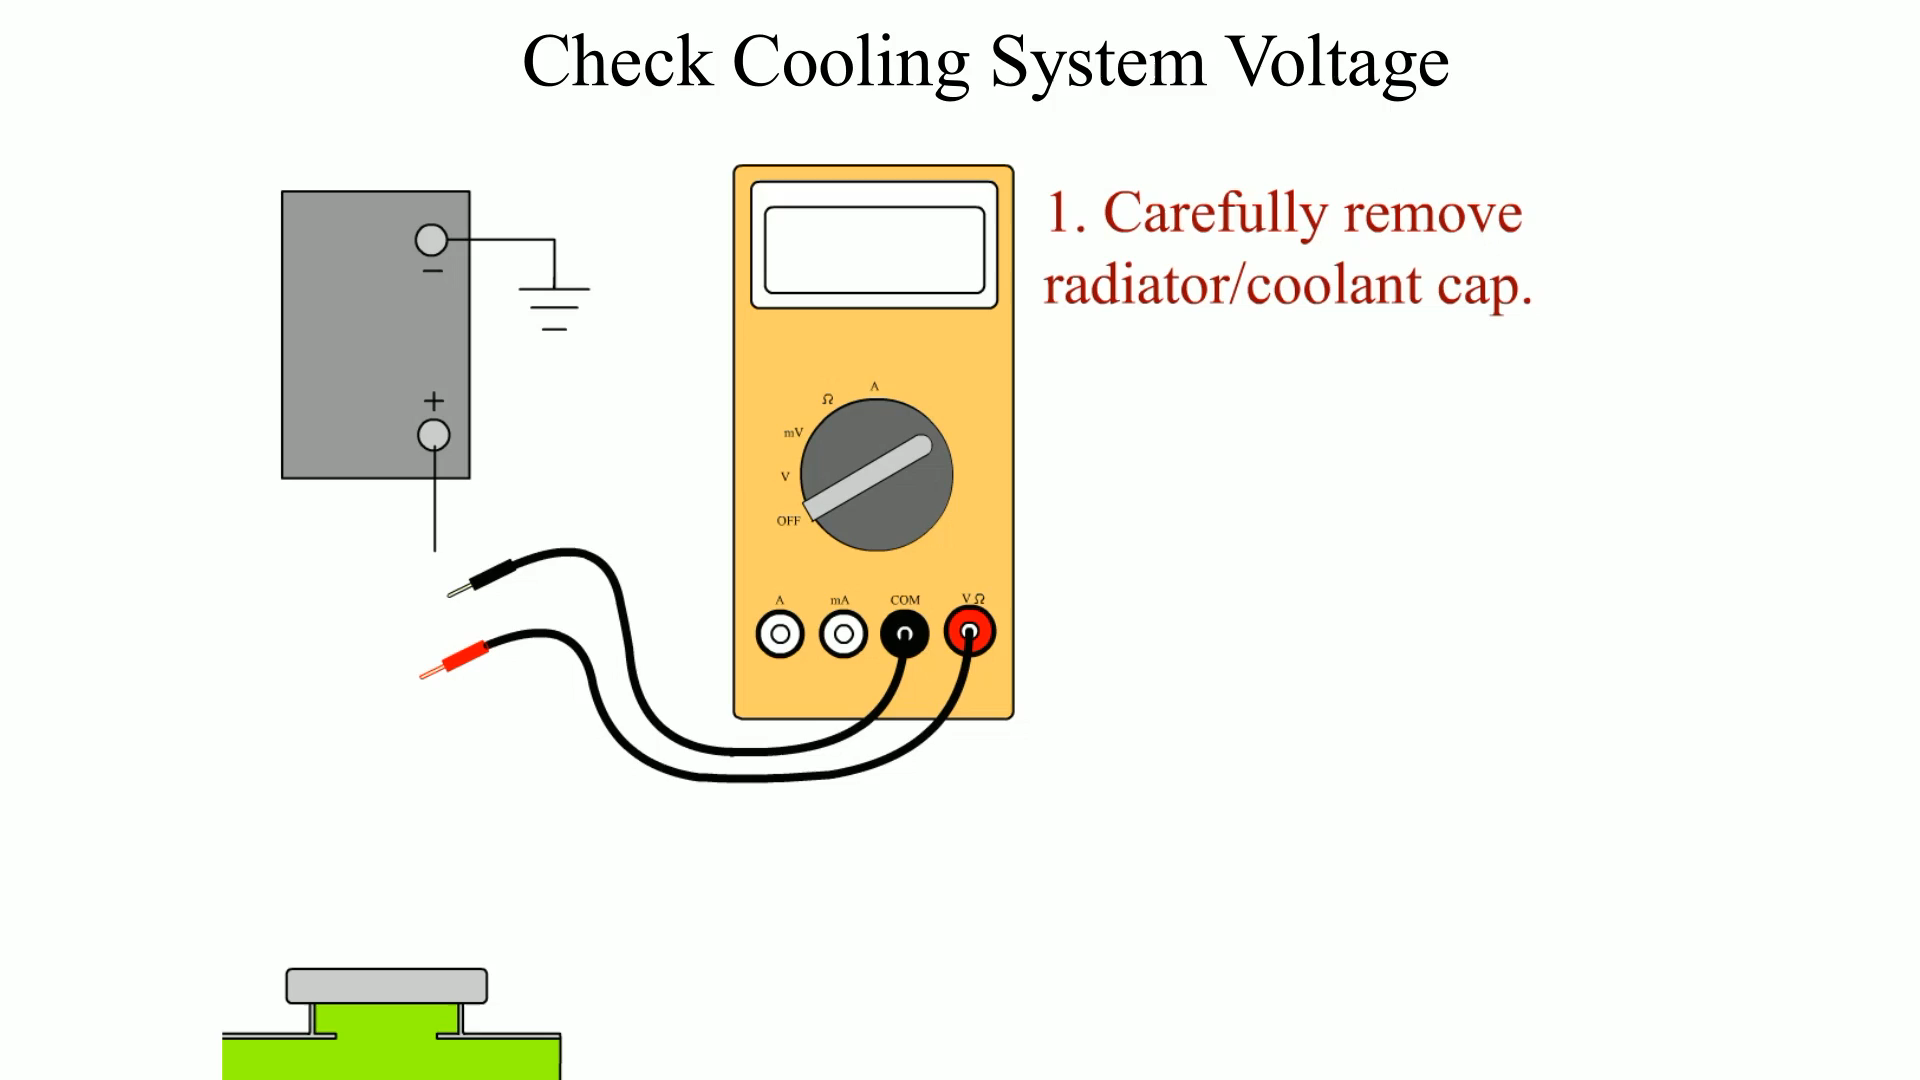 Check Cooling System Voltage
1. Carefully remove
radiator/coolant cap.
−
+
A
Ω
mV
V
OFF
A
mA
COM
V Ω